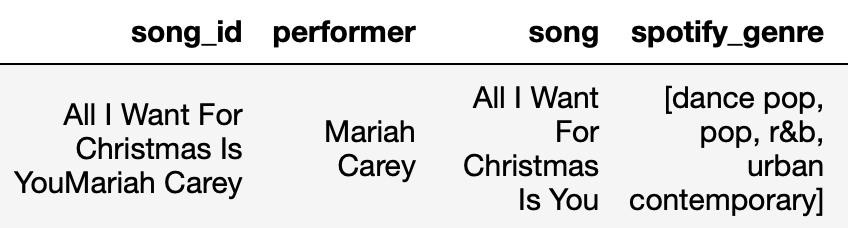 song_id performer song spotify_genre
All I Want For
Christmas Is
YouMariah Carey
Mariah
Carey
All I Want
For
Christmas
Is You
[dance pop,
pop, r&b,
urban
contemporary]